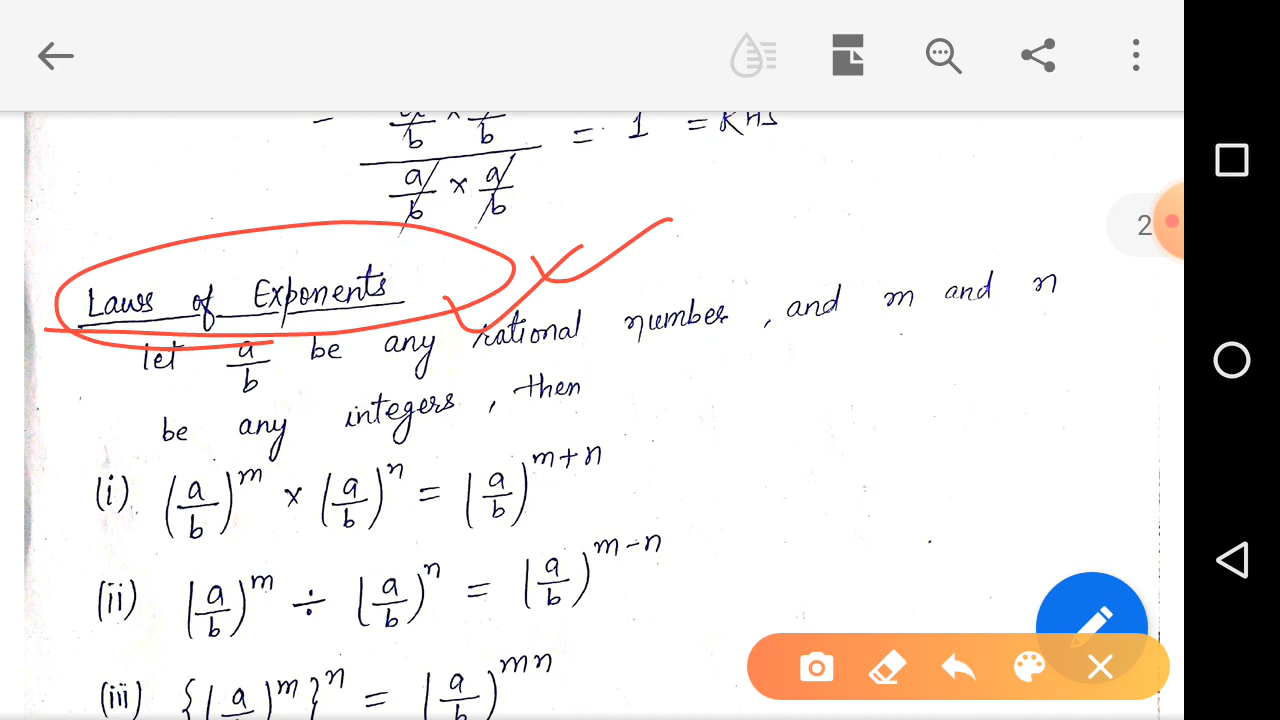 = a/b × a/b / a/b × a/b = 1 = RHS
2
Laws of Exponents
let a/b be any rational number, and m and n
be any integers, then
(i) (a/b)^m × (a/b)^n = (a/b)^m+n
(ii) (a/b)^m ÷ (a/b)^n = (a/b)^m-n
(iii) {(a/b)^m}^n = (a/b)^mn